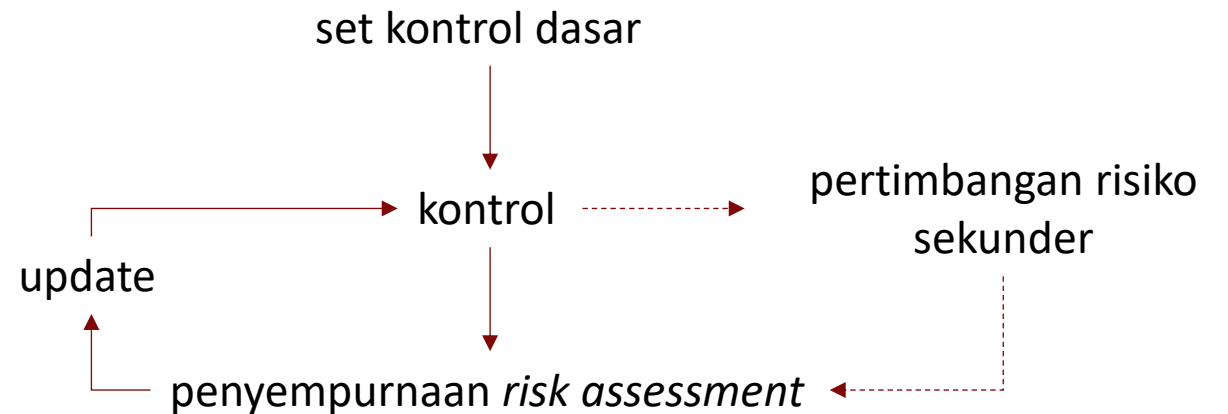 set kontrol dasar
kontrol
pertimbangan risiko
sekunder
update
penyempurnaan risk assessment